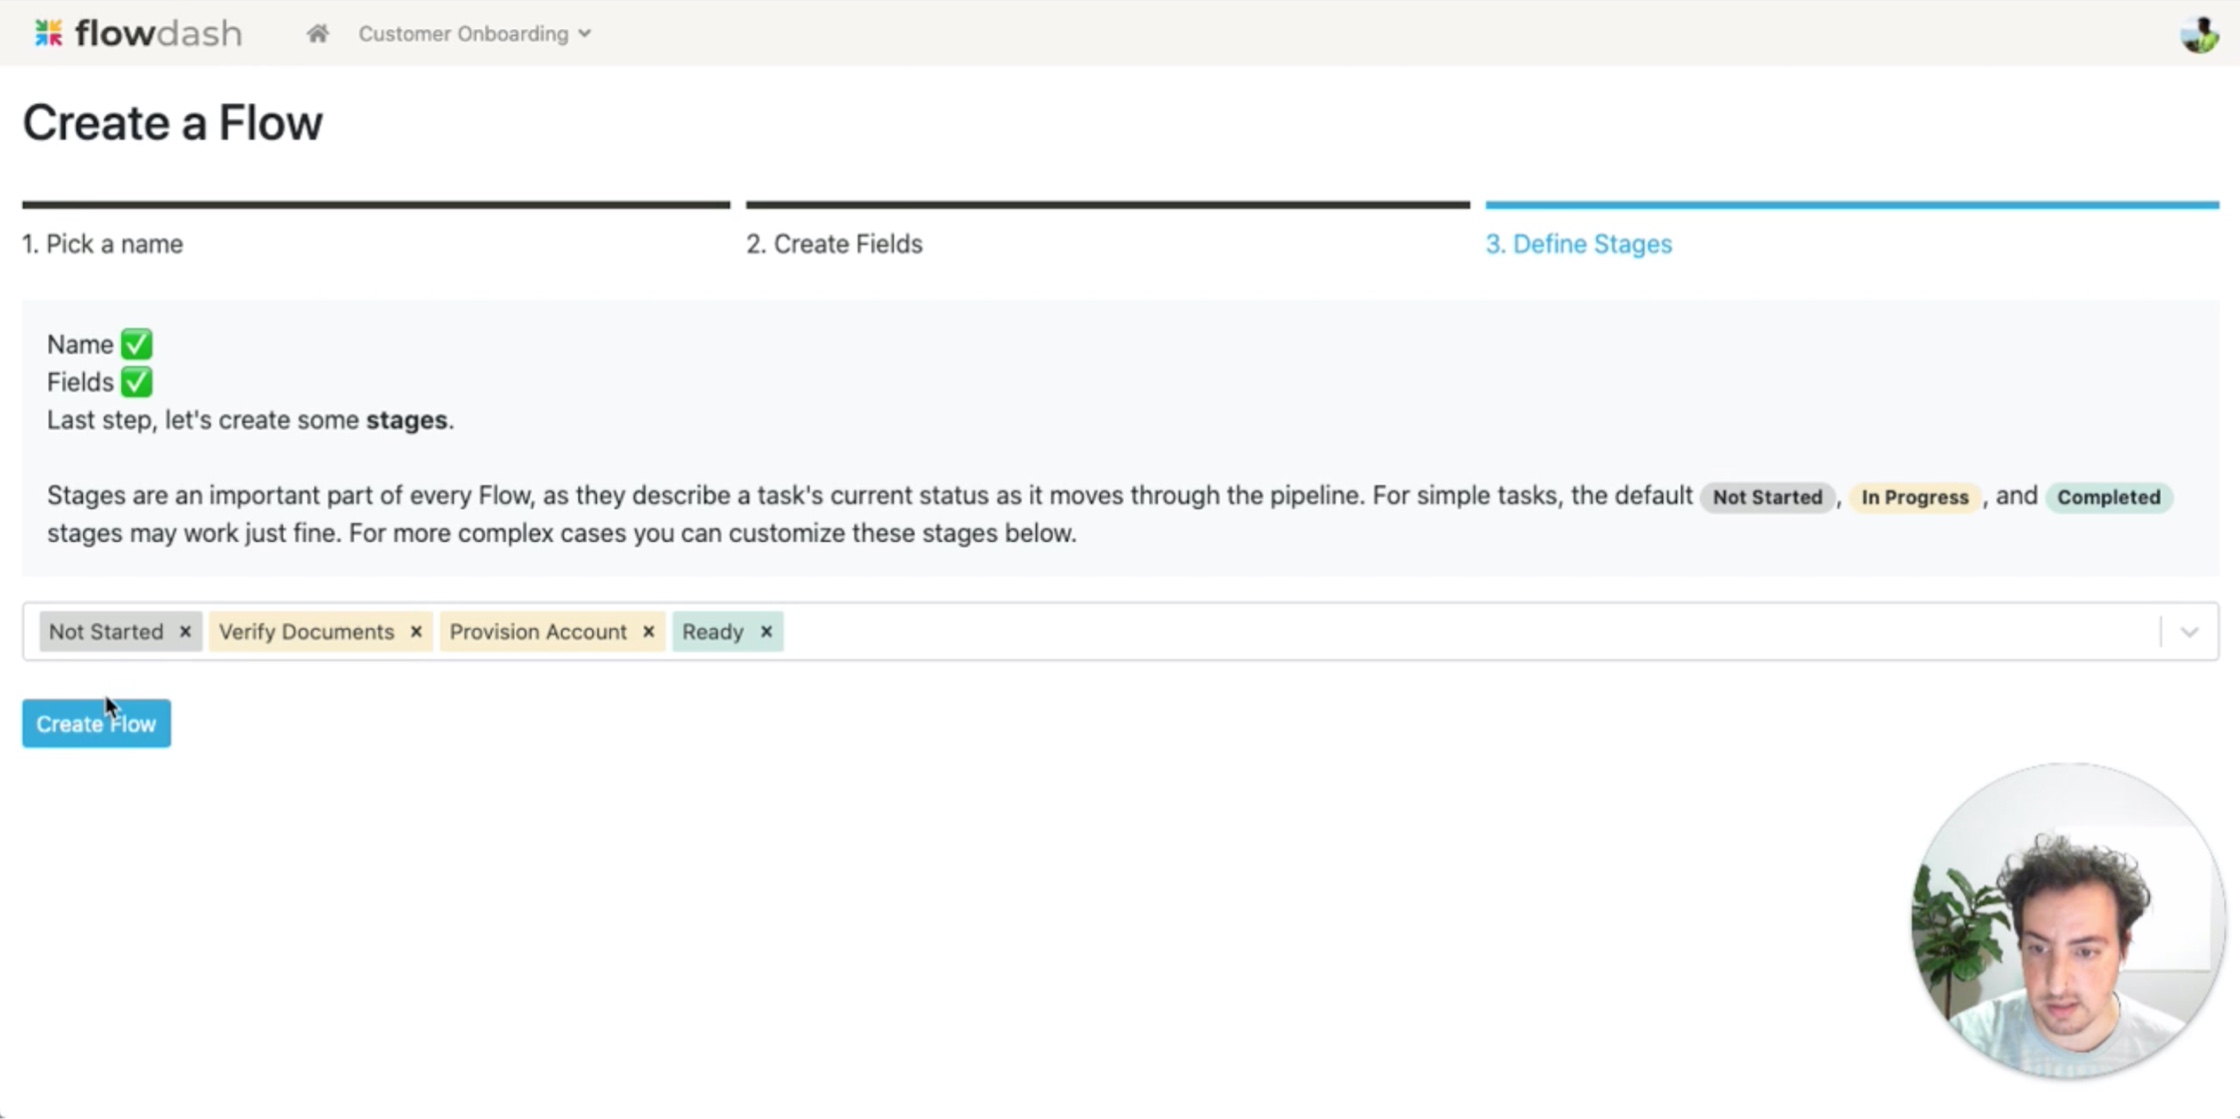 flowdash
Customer Onboarding
Create a Flow
1. Pick a name
2. Create Fields
3. Define Stages
Name ✅
Fields ✅
Last step, let's create some stages.
Stages are an important part of every Flow, as they describe a task's current status as it moves through the pipeline. For simple tasks, the default Not Started, In Progress, and Completed
stages may work just fine. For more complex cases you can customize these stages below.
Not Started × Verify Documents × Provision Account × Ready ×
Create Flow